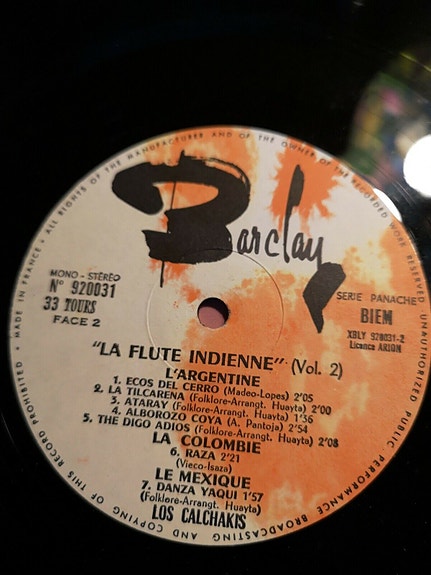 ALL RIGHTS OF THE MANUFACTURER AND OF THE OWNER OF THE RECORDED WORK RESERVED UNAUTHORIZED PUBLIC PERFORMANCE BROADCASTING AND COPYING OF THIS RECORD PROHIBITED • MADE IN FRANCE •
Barclay
MONO - STÉRÉO
N° 920031
33 TOURS
FACE 2
SERIE PANACHE
BIEM
XBLY 920031-2
Licence ARION
"LA FLUTE INDIENNE" (Vol. 2)
L'ARGENTINE
1. ECOS DEL CERRO (Madeo-Lopes) 2'05
2. LA TILCARENA (Folklore-Arrangt. Huayta) 2'00
3. ATARAY (Folklore-Arrangt. Huayta) 1'36
4. ALBOROZO COYA (A. Pantoja) 2'54
5. THE DIGO ADIOS (Folklore-Arrangt. Huayta) 2'08
LA COLOMBIE
6. RAZA 2'21
(Vieco-Isaza)
LE MEXIQUE
7. DANZA YAQUI 1'57
(Folklore-Arrangt. Huayta)
LOS CALCHAKIS